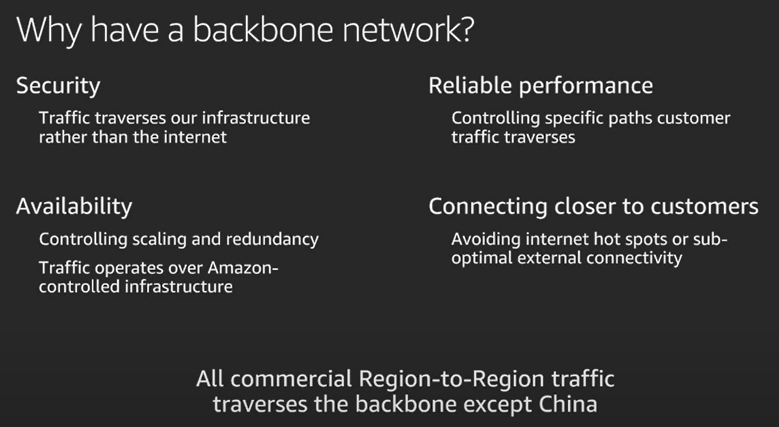 Why have a backbone network?
Security
Traffic traverses our infrastructure
rather than the internet
Reliable performance
Controlling specific paths customer
traffic traverses
Availability
Controlling scaling and redundancy
Traffic operates over Amazon-
controlled infrastructure
Connecting closer to customers
Avoiding internet hot spots or sub-
optimal external connectivity
All commercial Region-to-Region traffic
traverses the backbone except China